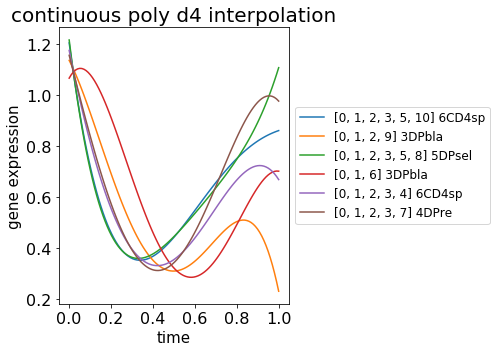 continuous poly d4 interpolation
gene expression
1.2
1.0
0.8
0.6
0.4
0.2
0.0 0.2 0.4 0.6 0.8 1.0
time
[0, 1, 2, 3, 5, 10] 6CD4sp
[0, 1, 2, 9] 3DPbla
[0, 1, 2, 3, 5, 8] 5DPsel
[0, 1, 6] 3DPbla
[0, 1, 2, 3, 4] 6CD4sp
[0, 1, 2, 3, 7] 4DPre